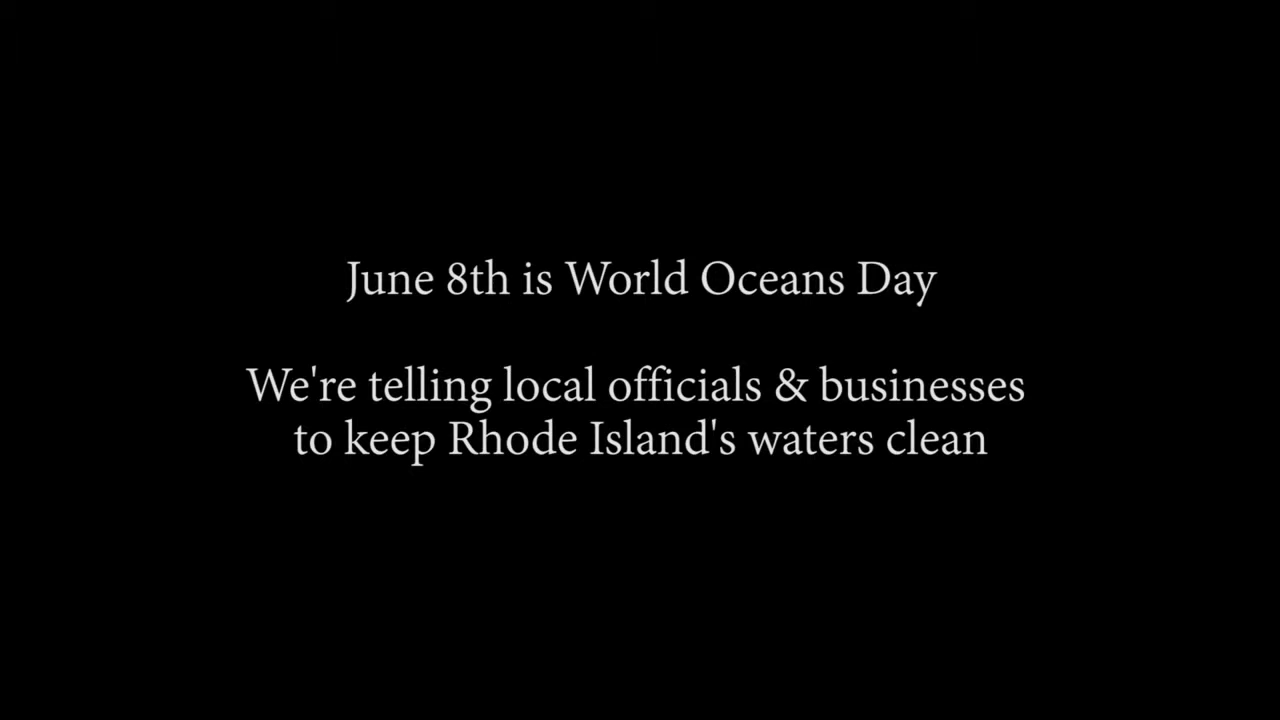 June 8th is World Oceans Day
We're telling local officials & businesses
to keep Rhode Island's waters clean